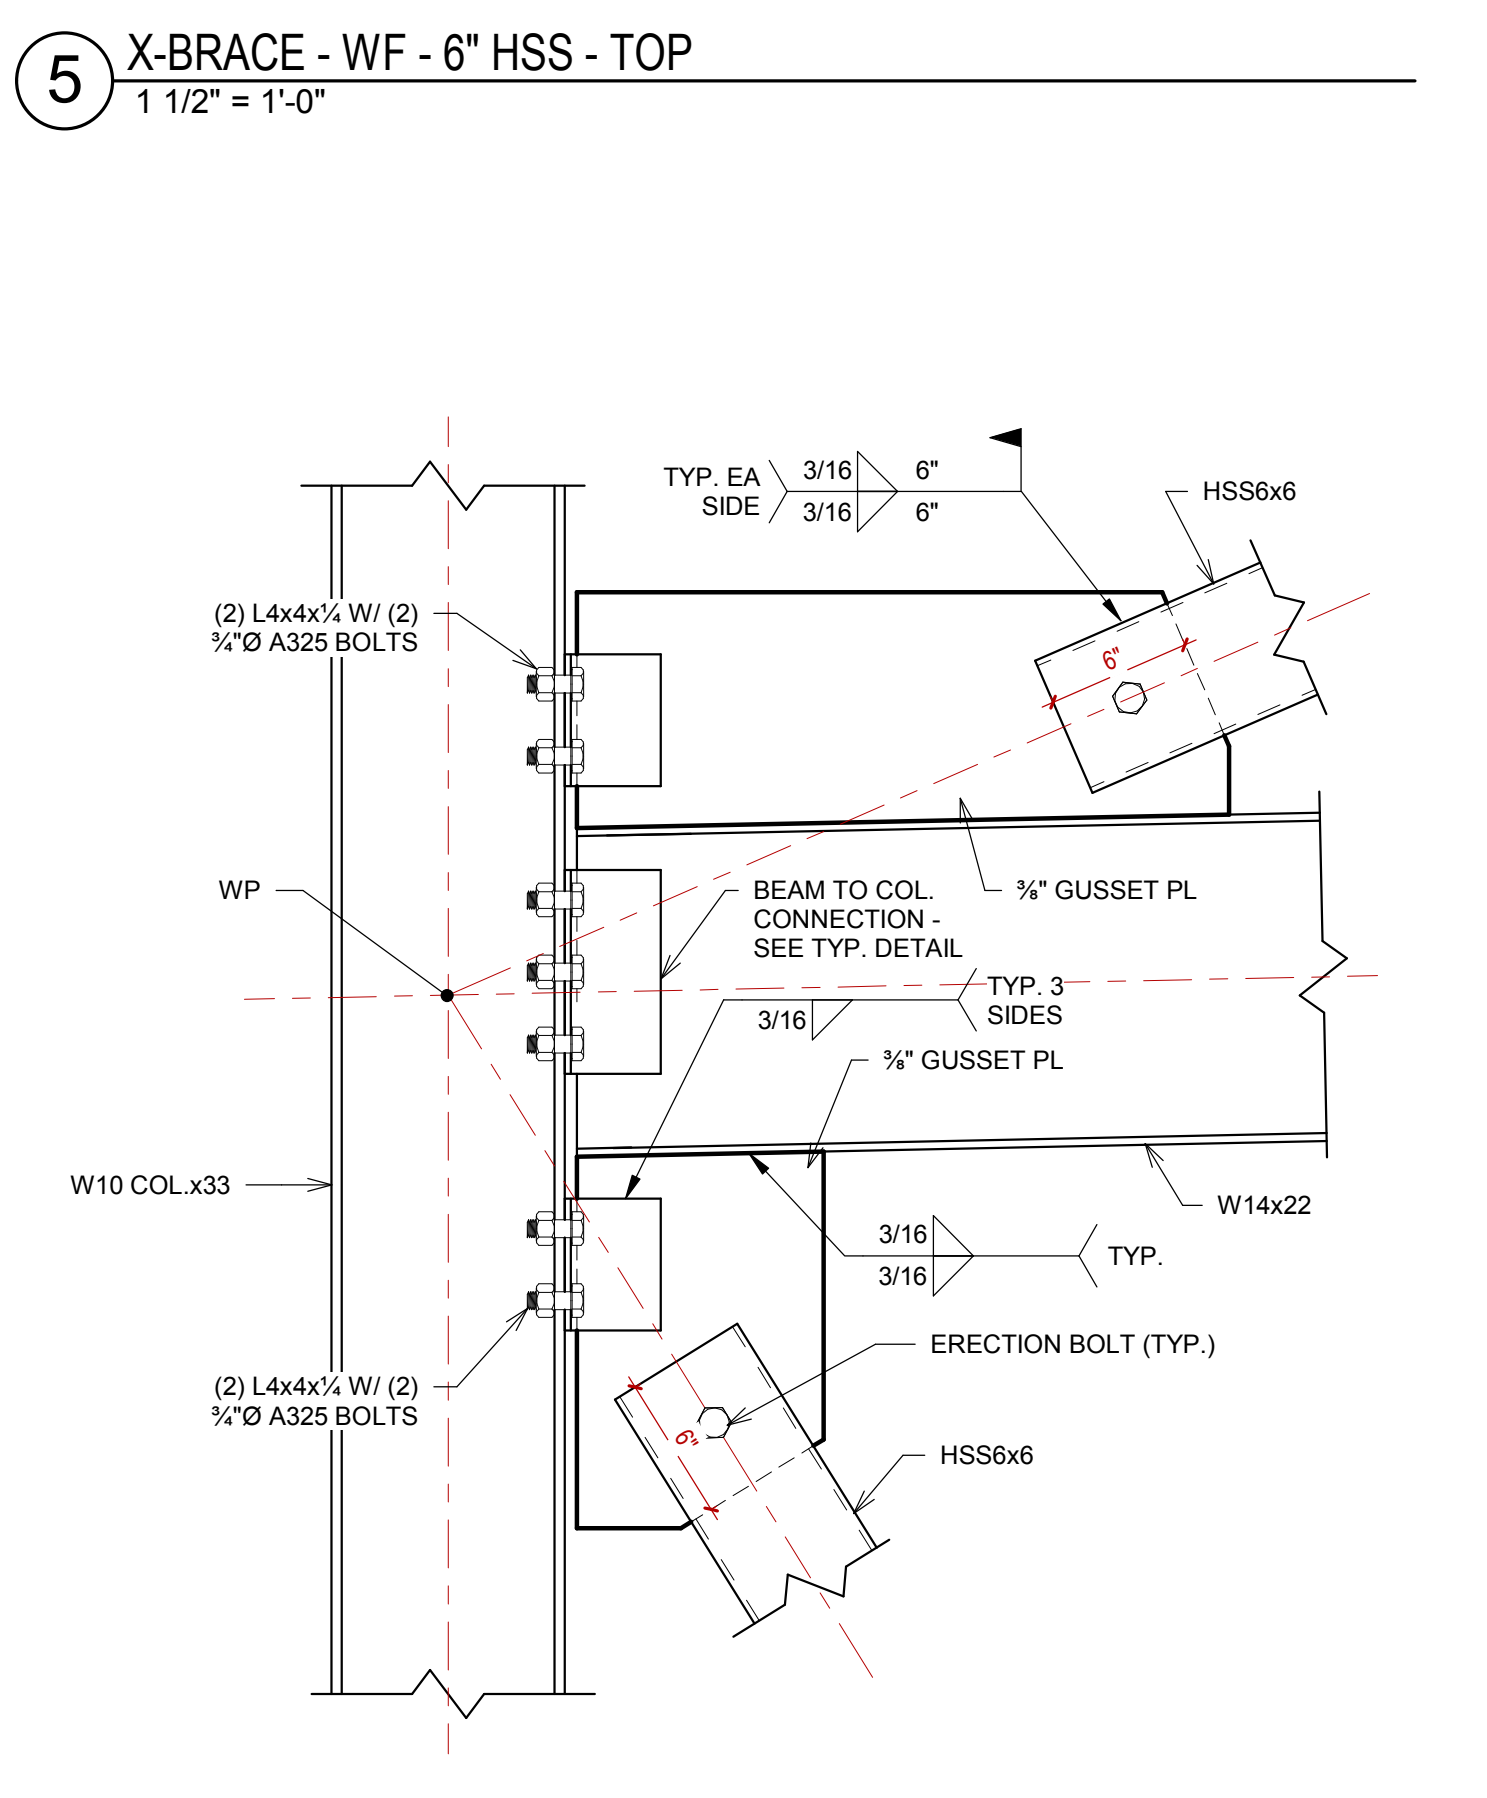 5
X-BRACE - WF - 6" HSS - TOP
1 1/2" = 1'-0"
TYP. EA
SIDE
3/16
6"
3/16
6"
HSS6x6
(2) L4x4x¼ W/ (2)
¾"Ø A325 BOLTS
6"
WP
BEAM TO COL.
CONNECTION -
SEE TYP. DETAIL
⅜" GUSSET PL
3/16
TYP. 3
SIDES
⅜" GUSSET PL
W10 COL.x33
W14x22
3/16
3/16
TYP.
ERECTION BOLT (TYP.)
(2) L4x4x¼ W/ (2)
¾"Ø A325 BOLTS
6"
HSS6x6